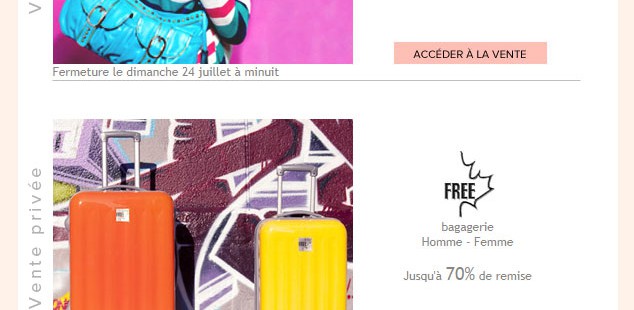 V
ACCÉDER À LA VENTE
Fermeture le dimanche 24 juillet à minuit
Vente privée
FREE
bagagerie
Homme - Femme
Jusqu'à 70% de remise